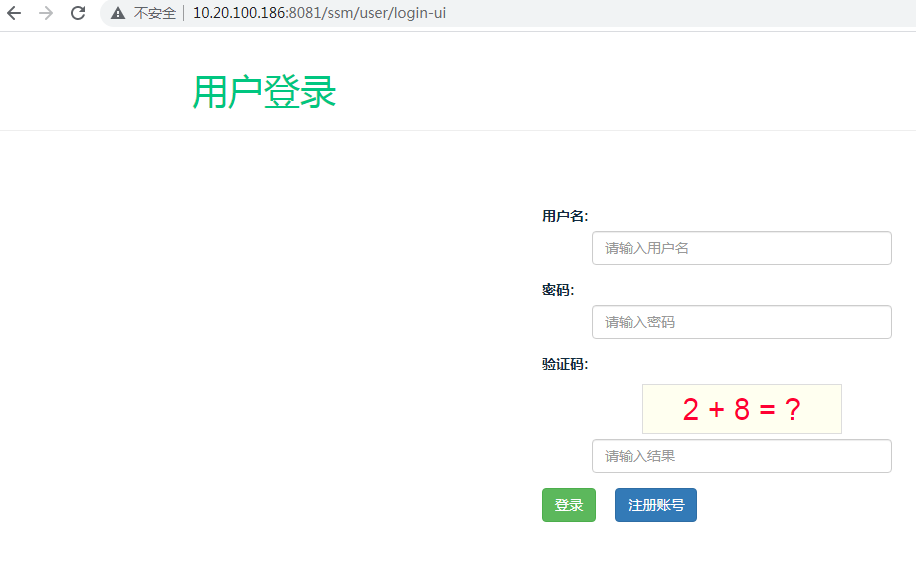 不安全 10.20.100.186:8081/ssm/user/login-ui
用户登录
用户名:
请输入用户名
密码:
请输入密码
验证码:
2 + 8 = ?
请输入结果
登录 注册账号